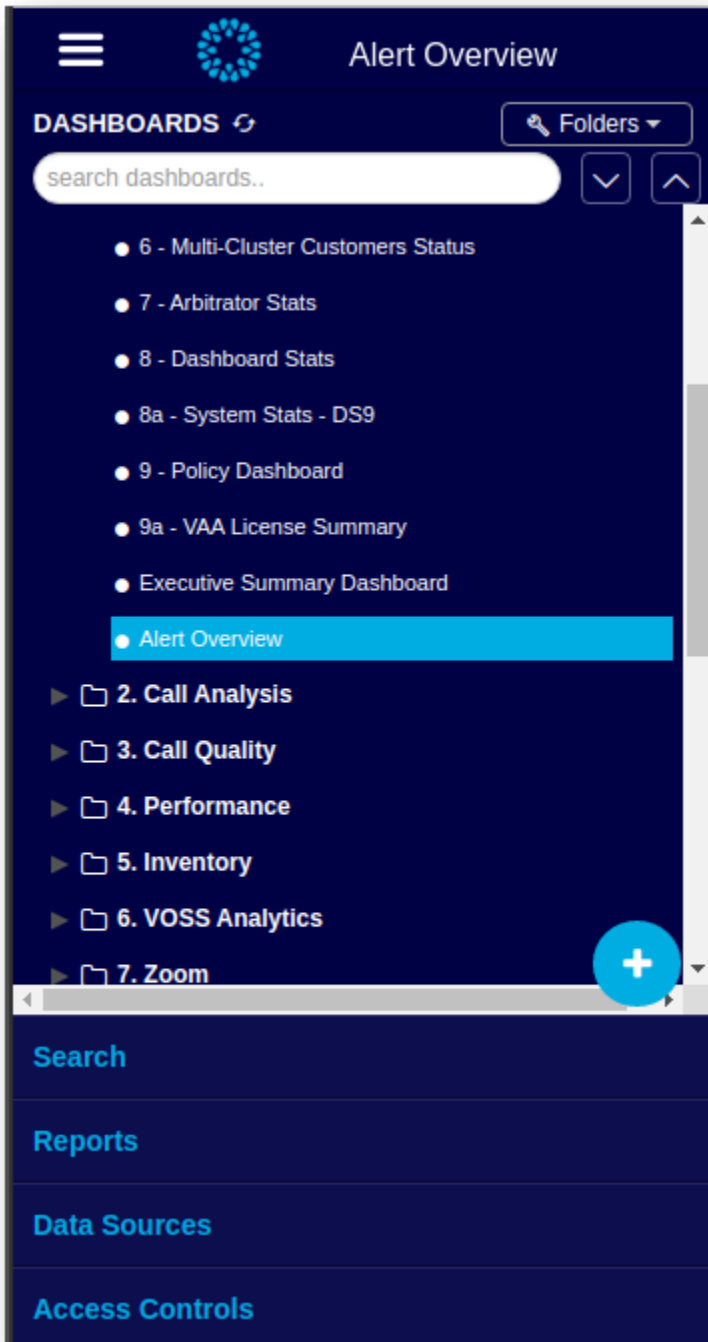 Alert Overview
DASHBOARDS
Folders
search dashboards..
6 - Multi-Cluster Customers Status
7 - Arbitrator Stats
8 - Dashboard Stats
8a - System Stats - DS9
9 - Policy Dashboard
9a - VAA License Summary
Executive Summary Dashboard
Alert Overview
2. Call Analysis
3. Call Quality
4. Performance
5. Inventory
6. VOSS Analytics
7. Zoom
Search
Reports
Data Sources
Access Controls